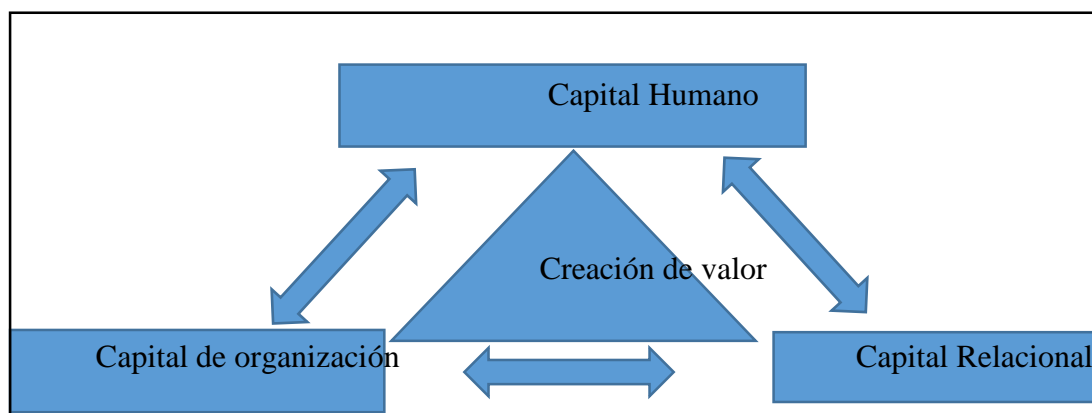 Capital Humano
Creación de valor
Capital de organización
Capital Relacional